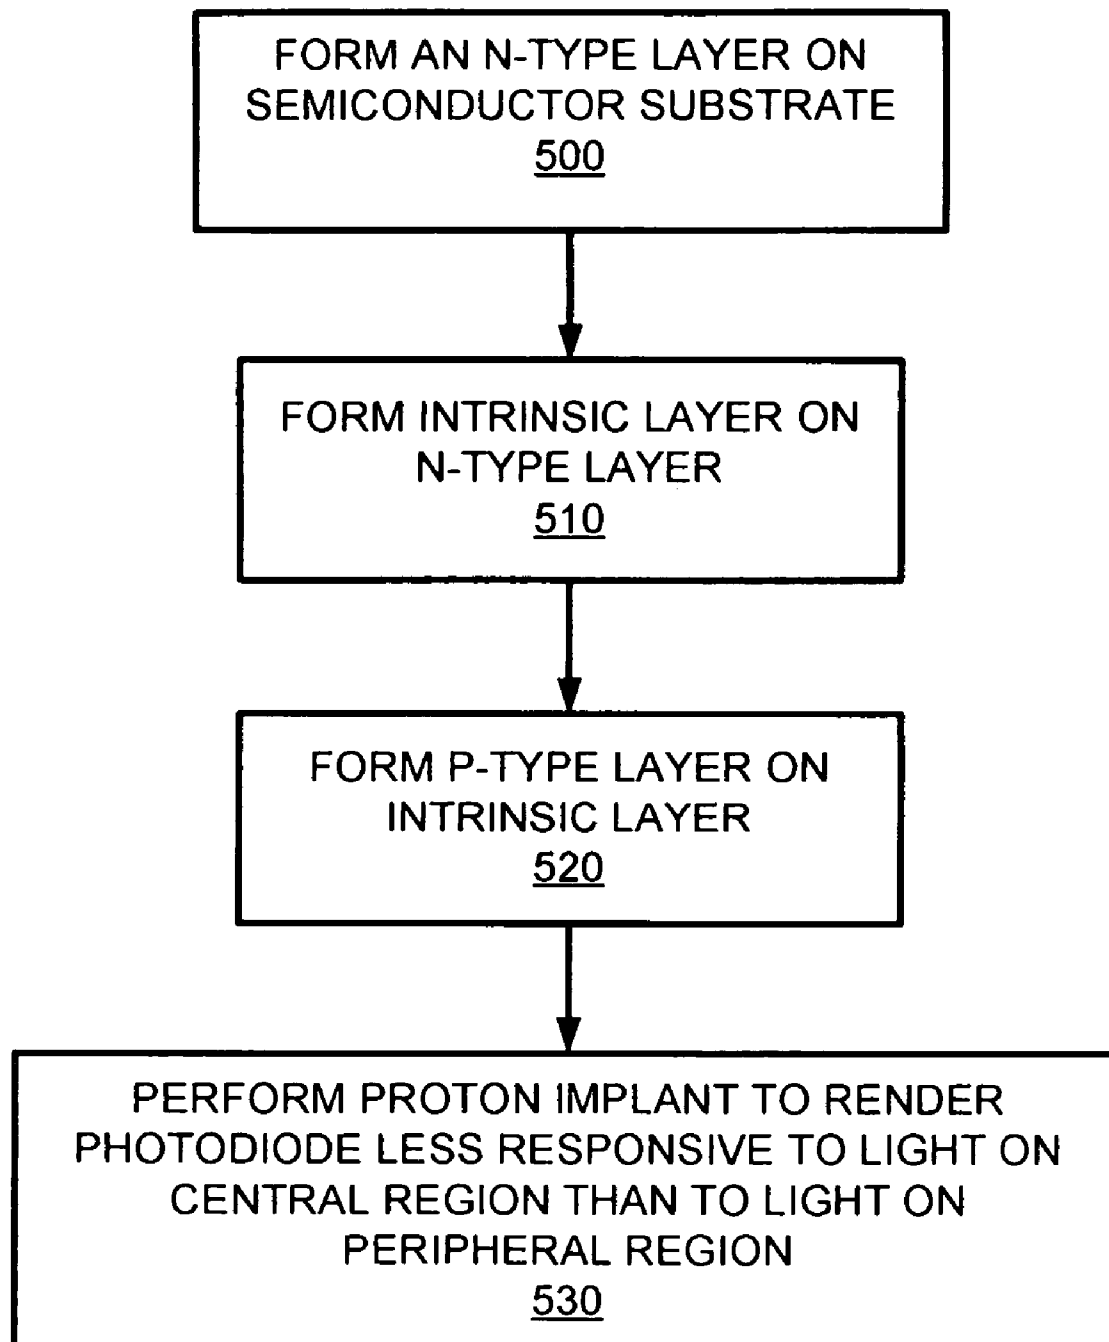 FORM AN N-TYPE LAYER ON
SEMICONDUCTOR SUBSTRATE
500
FORM INTRINSIC LAYER ON
N-TYPE LAYER
510
FORM P-TYPE LAYER ON
INTRINSIC LAYER
520
PERFORM PROTON IMPLANT TO RENDER
PHOTODIODE LESS RESPONSIVE TO LIGHT ON
CENTRAL REGION THAN TO LIGHT ON
PERIPHERAL REGION
530